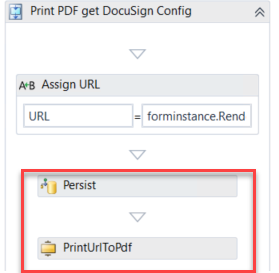 Print PDF get DocuSign Config
A+B Assign URL
URL = forminstance.Rend
Persist
PrintUrlToPdf